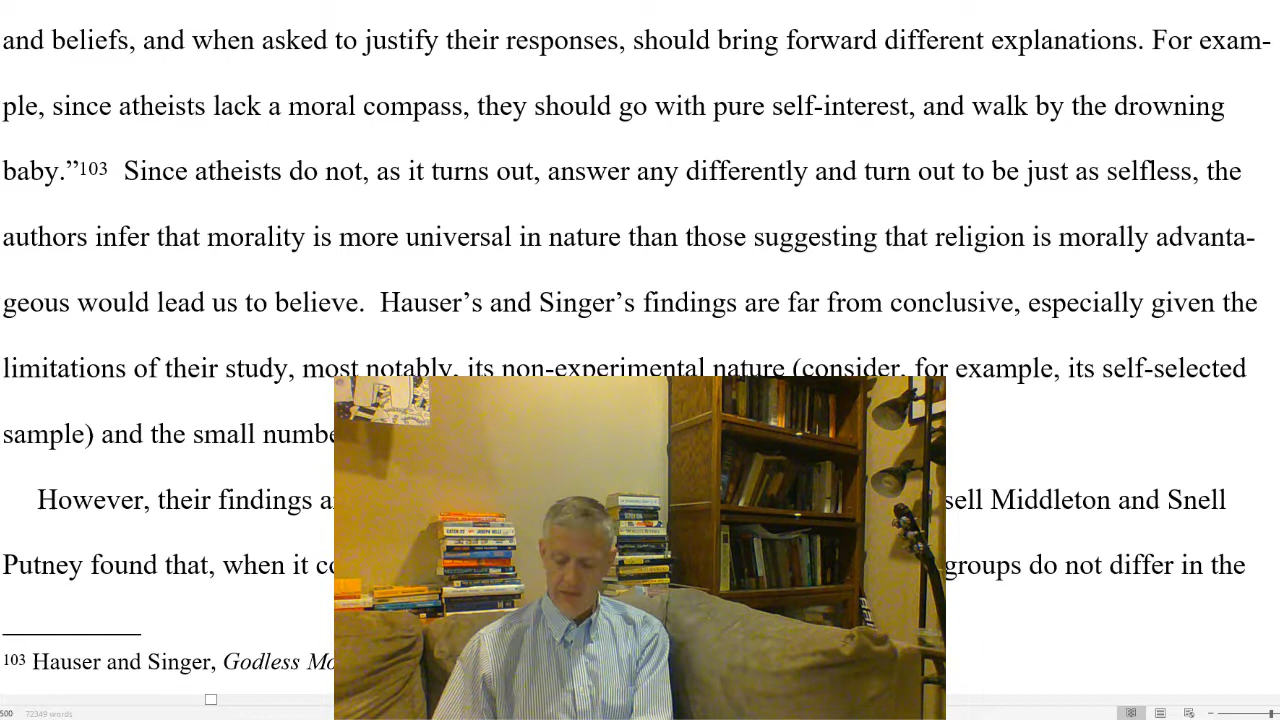 and beliefs, and when asked to justify their responses, should bring forward different explanations. For exam-
ple, since atheists lack a moral compass, they should go with pure self-interest, and walk by the drowning
baby.”103 Since atheists do not, as it turns out, answer any differently and turn out to be just as selfless, the
authors infer that morality is more universal in nature than those suggesting that religion is morally advanta-
geous would lead us to believe. Hauser’s and Singer’s findings are far from conclusive, especially given the
limitations of their study, most notably, its non-experimental nature (consider, for example, its self-selected
sample) and the small
However, their findings Middleton and Snell
Putney found that, when it groups do not differ in the
103 Hauser and Singer, Godless
500 72349 words